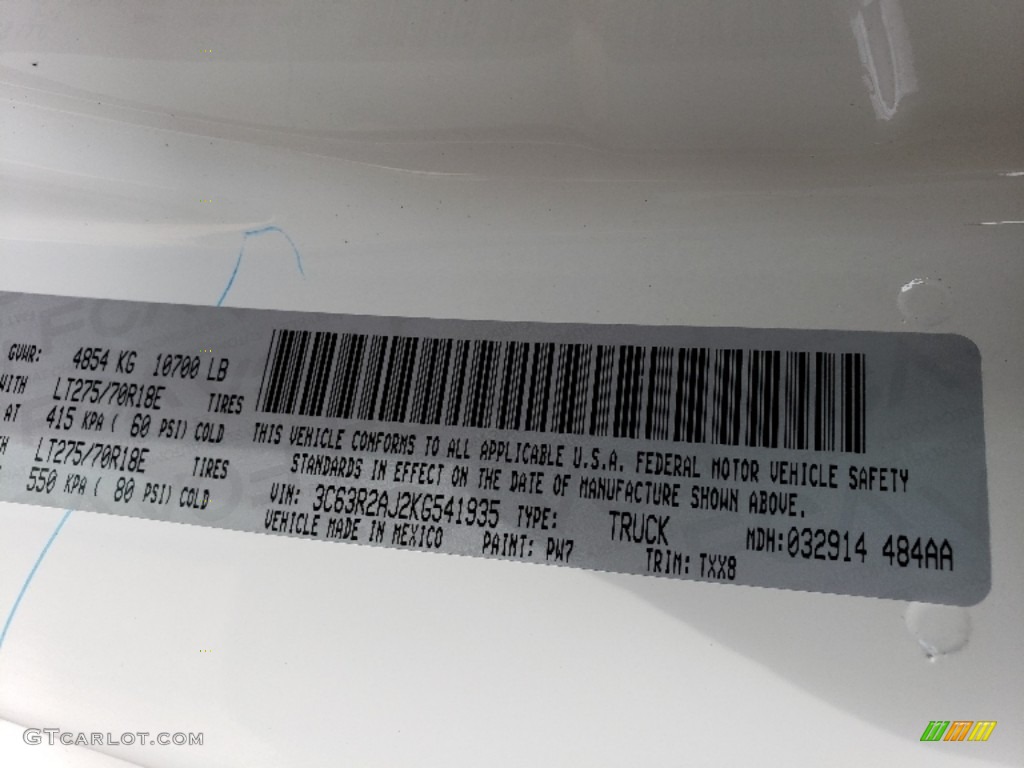 GVWR: 4854 KG 10700 LB
WITH LT275/70R18E TIRES
AT 415 KPA ( 60 PSI) COLD
LT275/70R18E TIRES
550 KPA ( 80 PSI) COLD
THIS VEHICLE CONFORMS TO ALL APPLICABLE U.S.A. FEDERAL MOTOR VEHICLE SAFETY
STANDARDS IN EFFECT ON THE DATE OF MANUFACTURE SHOWN ABOVE.
VIN: 3C63R2AJ2KG541935 TYPE: TRUCK MDH:032914 484AA
VEHICLE MADE IN MEXICO PAINT: PW7 TRIM: TXX8
GTCARLOT.COM